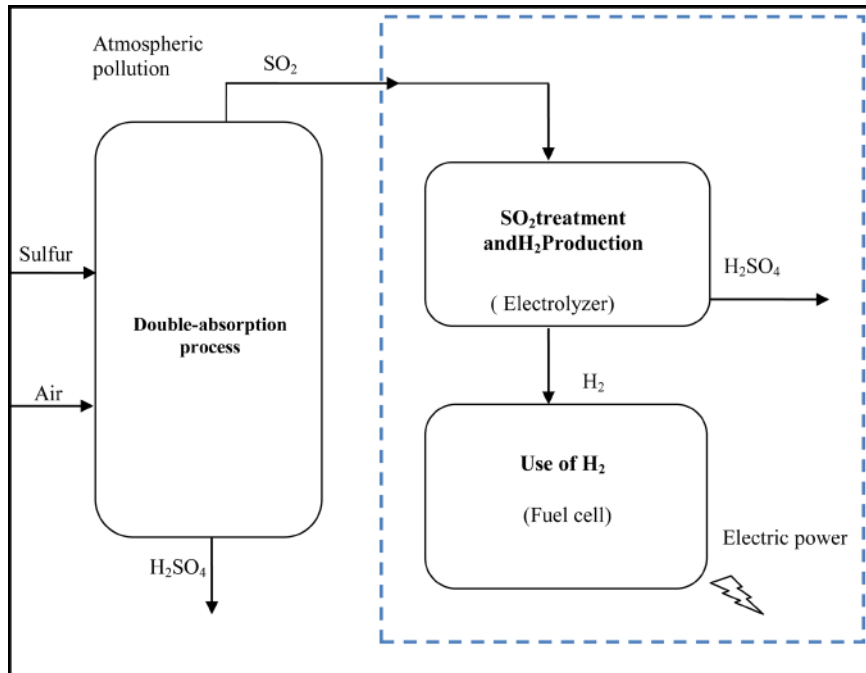 Atmospheric
pollution
SO₂
Sulfur
Air
Double-absorption
process
H₂SO₄
SO₂treatment
andH₂Production
( Electrolyzer)
H₂SO₄
H₂
Use of H₂
(Fuel cell)
Electric power